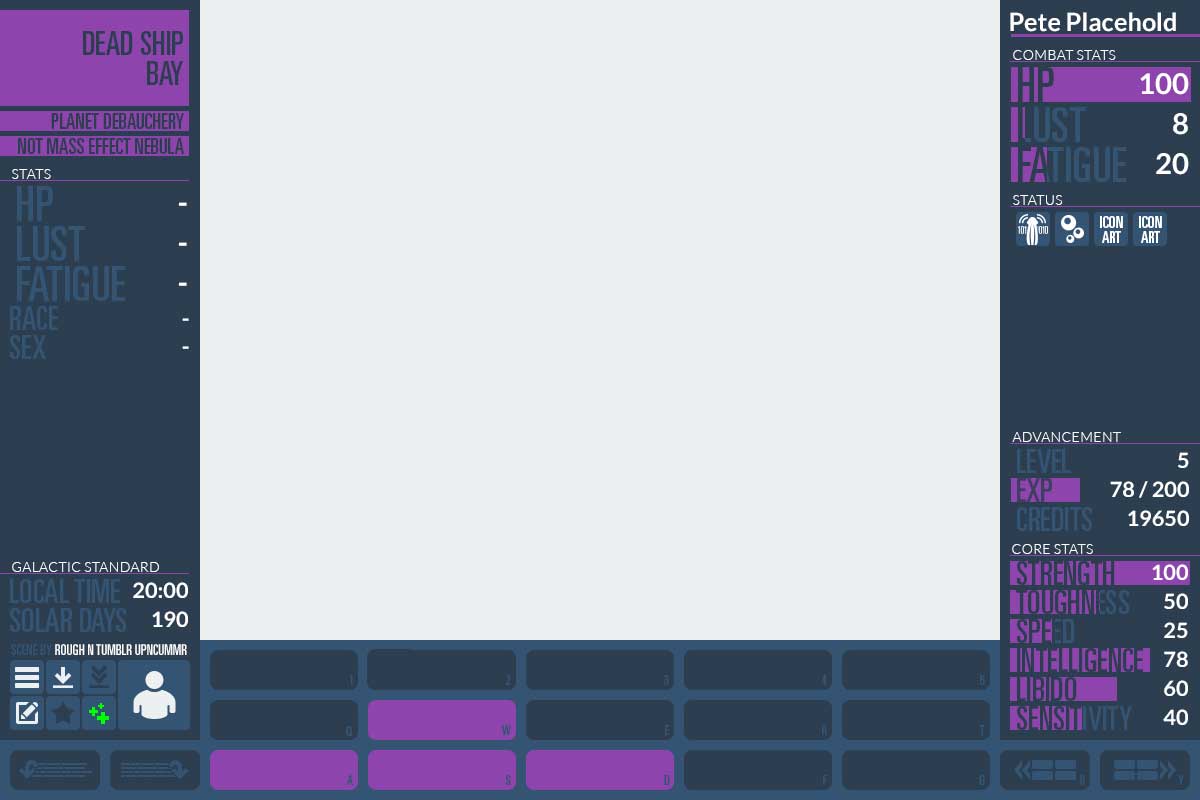 DEAD SHIP
BAY
PLANET DEBAUCHERY
NOT MASS EFFECT NEBULA
STATS
HP -
LUST -
FATIGUE -
RACE -
SEX -
GALACTIC STANDARD
LOCAL TIME 20:00
SOLAR DAYS 190
SCENE BY ROUGH N TUMBLR UPNCUMMR
1 2 3 4 5
Q W E R T
A S D F G
Pete Placehold
COMBAT STATS
HP 100
LUST 8
FATIGUE 20
STATUS
101 010
ICON
ART
ICON
ART
ADVANCEMENT
LEVEL 5
EXP 78 / 200
CREDITS 19650
CORE STATS
STRENGTH 100
TOUGHNESS 50
SPEED 25
INTELLIGENCE 78
LIBIDO 60
SENSITIVITY 40
Y